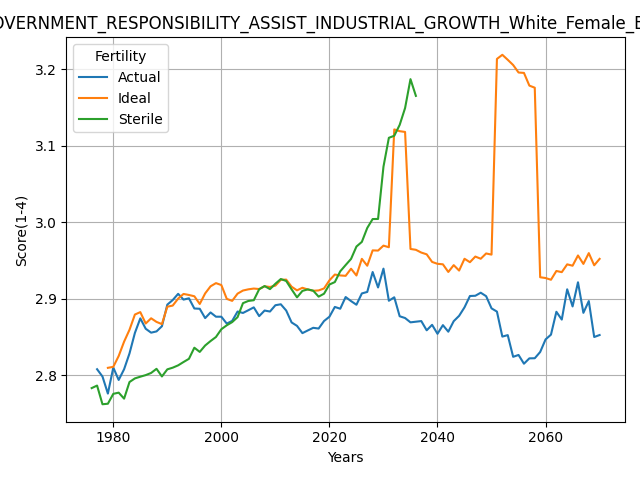 OVERNMENT_RESPONSIBILITY_ASSIST_INDUSTRIAL_GROWTH_White_Female_E
Fertility
Actual
Ideal
Sterile
Score(1-4)
3.2
3.1
3.0
2.9
2.8
1980 2000 2020 2040 2060
Years